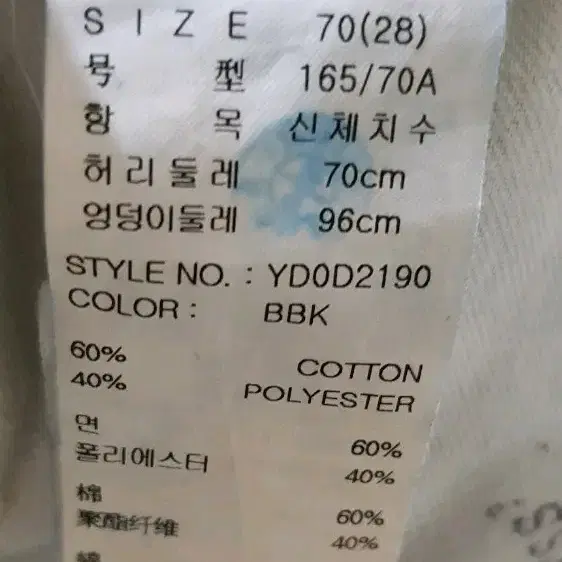 SIZE 70(28)
号型 165/70A
항목 신체치수
허리둘레 70cm
엉덩이둘레 96cm
STYLE NO. : YD0D2190
COLOR : BBK
60% COTTON
40% POLYESTER
면 60%
폴리에스터 40%
棉 60%
聚酯纤维 40%